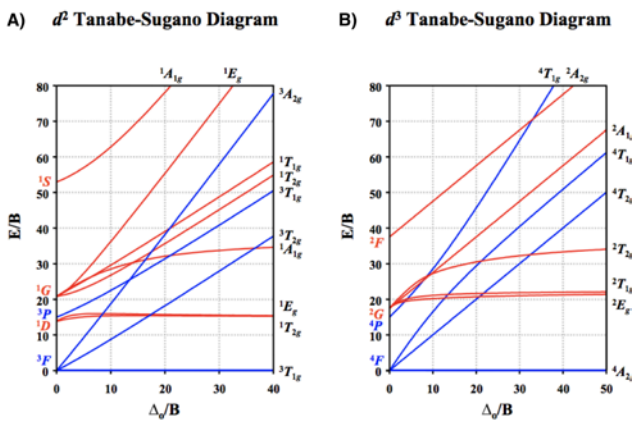 A) d² Tanabe-Sugano Diagram
¹A₁g ¹Eg
³A₂g
¹T₁g
¹T₂g
³T₁g
³T₂g
¹A₁g
¹Eg
¹T₂g
³T₁g
¹S
¹G
³P
¹D
³F
E/B
80
70
60
50
40
30
20
10
0
0 10 20 30 40
Δₒ/B
B) d³ Tanabe-Sugano Diagram
⁴T₁g ²A₂g
²A₁g
⁴T₁g
⁴T₂g
²T₂g
²T₁g
²Eg
⁴A₂g
²F
²G
⁴P
⁴F
E/B
80
70
60
50
40
30
20
10
0
0 10 20 30 40 50
Δₒ/B